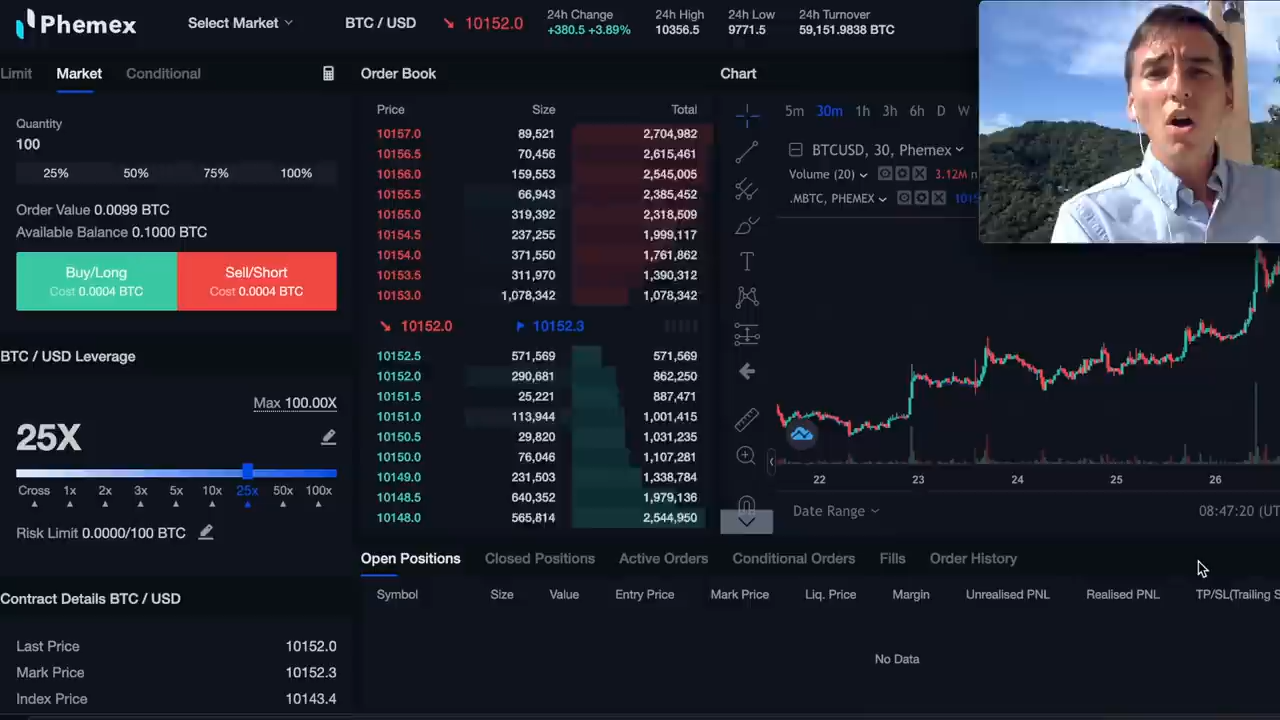 Phemex
Select Market
BTC / USD
10152.0
24h Change
+380.5 +3.89%
24h High
10356.5
24h Low
9771.5
24h Turnover
59,151.9838 BTC
Limit Market Conditional
Quantity
100
25% 50% 75% 100%
Order Value 0.0099 BTC
Available Balance 0.1000 BTC
Buy/Long
Cost 0.0004 BTC
Sell/Short
Cost 0.0004 BTC
BTC / USD Leverage
Max 100.00X
25X
Cross 1x 2x 3x 5x 10x 25x 50x 100x
Risk Limit 0.0000/100 BTC
Contract Details BTC / USD
Last Price 10152.0
Mark Price 10152.3
Index Price 10143.4
Order Book
Price Size Total
10157.0 89,521 2,704,982
10156.5 70,456 2,615,461
10156.0 159,553 2,545,005
10155.5 66,943 2,385,452
10155.0 319,392 2,318,509
10154.5 237,255 1,999,117
10154.0 371,550 1,761,862
10153.5 311,970 1,390,312
10153.0 1,078,342 1,078,342
10152.0 10152.3
10152.5 571,569 571,569
10152.0 290,681 862,250
10151.5 25,221 887,471
10151.0 113,944 1,001,415
10150.5 29,820 1,031,235
10150.0 76,046 1,107,281
10149.0 231,503 1,338,784
10148.5 640,352 1,979,136
10148.0 565,814 2,544,950
Chart
5m 30m 1h 3h 6h D W
BTCUSD, 30, Phemex
Volume (20) 3.12M n
.MBTC, PHEMEX 1015
T
22 23 24 25 26
Date Range
08:47:20 (UT
Open Positions Closed Positions Active Orders Conditional Orders Fills Order History
Symbol Size Value Entry Price Mark Price Liq. Price Margin Unrealised PNL Realised PNL TP/SL(Trailing S
No Data